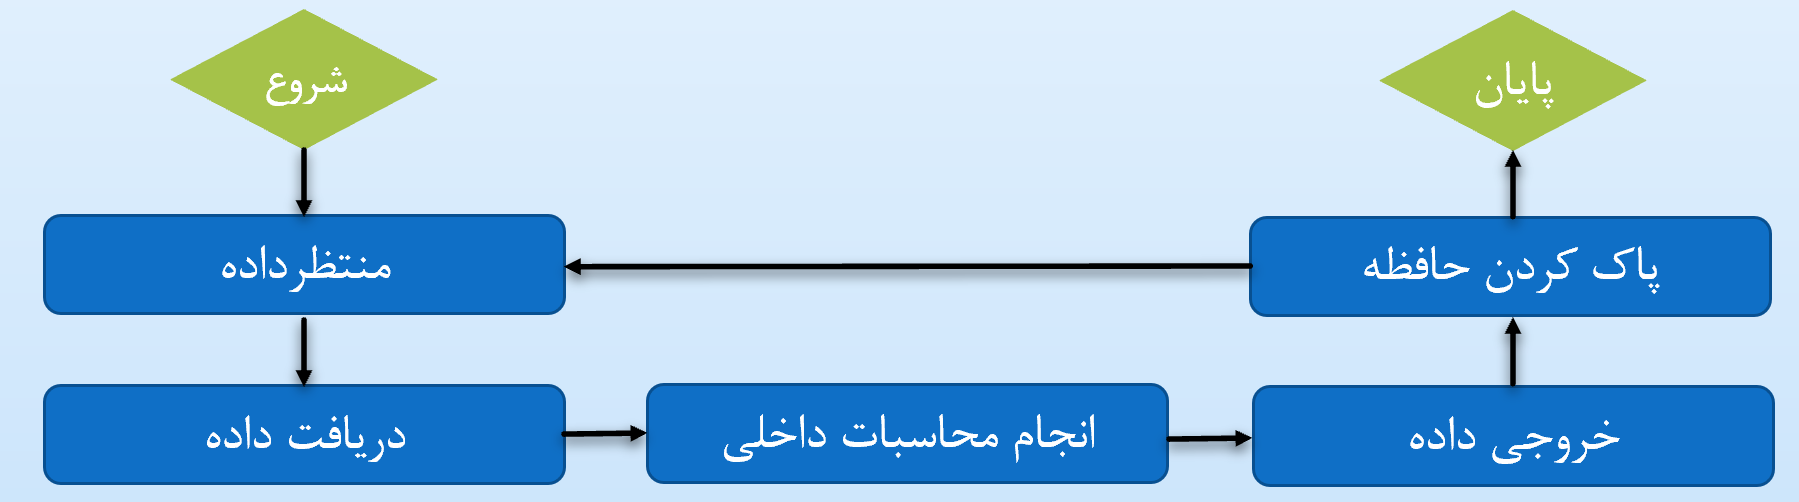 شروع
پایان
منتظرداده
پاک کردن حافظه
دریافت داده
انجام محاسبات داخلی
خروجی داده